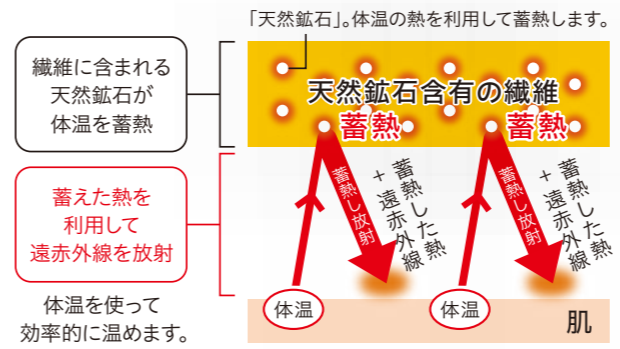 「天然鉱石」。体温の熱を利用して蓄熱します。
繊維に含まれる
天然鉱石が
体温を蓄熱
天然鉱石含有の繊維
蓄熱
蓄熱
蓄えた熱を
利用して
遠赤外線を放射
蓄熱し放射
蓄熱した熱
+遠赤外線
蓄熱し放射
蓄熱した熱
+遠赤外線
体温を使って
効率的に温めます。
体温
体温
肌